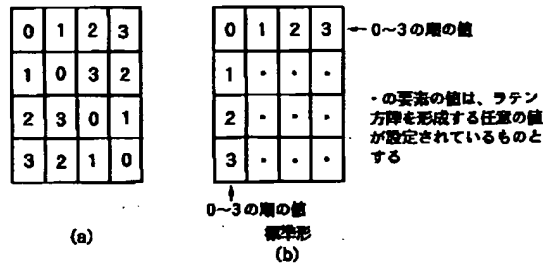 0 1 2 3
1 0 3 2
2 3 0 1
3 2 1 0
(a)
0 1 2 3
1 ・ ・ ・
2 ・ ・ ・
3 ・ ・ ・
←0～3の順の値
・の要素の値は、ラテン
方陣を形成する任意の値
が設定されているものと
する
0～3の順の値
標準形
(b)